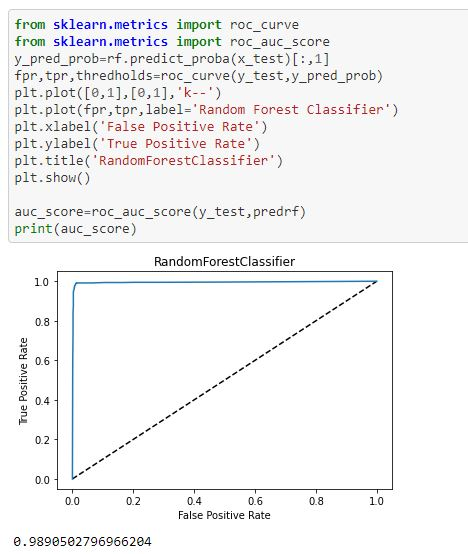 from sklearn.metrics import roc_curve
from sklearn.metrics import roc_auc_score
y_pred_prob=rf.predict_proba(x_test)[:,1]
fpr,tpr,thredholds=roc_curve(y_test,y_pred_prob)
plt.plot([0,1],[0,1],'k--')
plt.plot(fpr,tpr,label='Random Forest Classifier')
plt.xlabel('False Positive Rate')
plt.ylabel('True Positive Rate')
plt.title('RandomForestClassifier')
plt.show()

auc_score=roc_auc_score(y_test,predrf)
print(auc_score)
RandomForestClassifier
1.0
0.8
0.6
0.4
0.2
0.0
True Positive Rate
0.0 0.2 0.4 0.6 0.8 1.0
False Positive Rate
0.9890502796966204